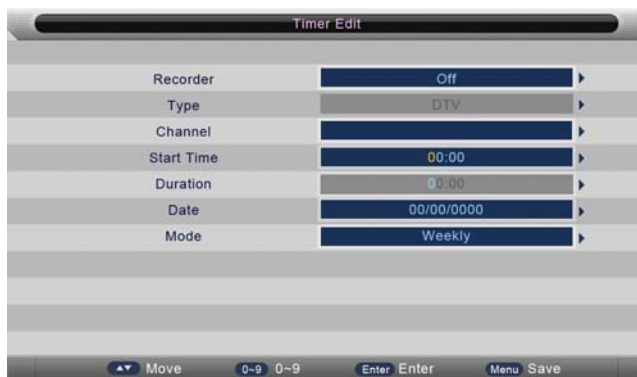 Timer Edit
Recorder Off
Type DTV
Channel
Start Time 00:00
Duration 00:00
Date 00/00/0000
Mode Weekly
Move 0~9 0~9 Enter Enter Menu Save